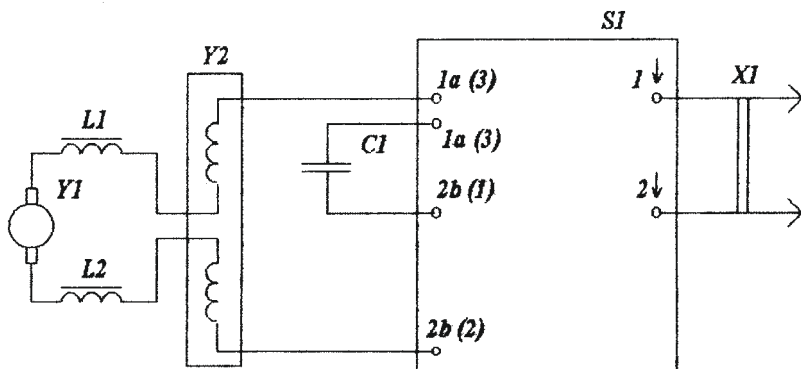 S1
Y2
1a (3)
1
X1
L1
C1
1a (3)
Y1
2b (1)
2
L2
2b (2)